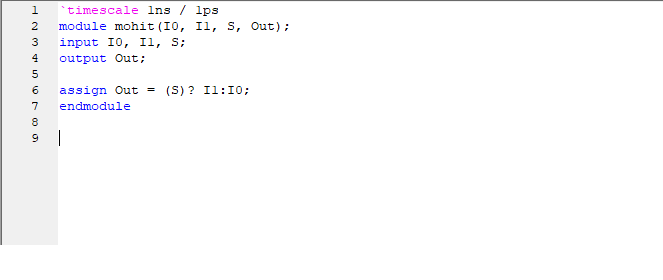 1 `timescale 1ns / 1ps
2 module mohit(I0, I1, S, Out);
3 input I0, I1, S;
4 output Out;
5
6 assign Out = (S)? I1:I0;
7 endmodule
8
9